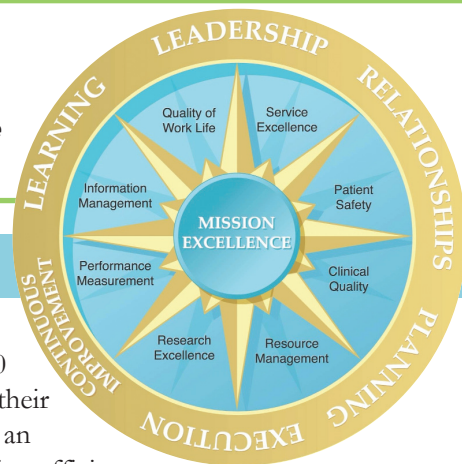 LEADERSHIP
RELATIONSHIPS
PLANNING
EXECUTION
CONTINUOUS
IMPROVEMENT
LEARNING
Quality of
Work Life
Service
Excellence
Patient
Safety
Clinical
Quality
Resource
Management
Research
Excellence
Performance
Measurement
Information
Management
MISSION
EXCELLENCE
their
an